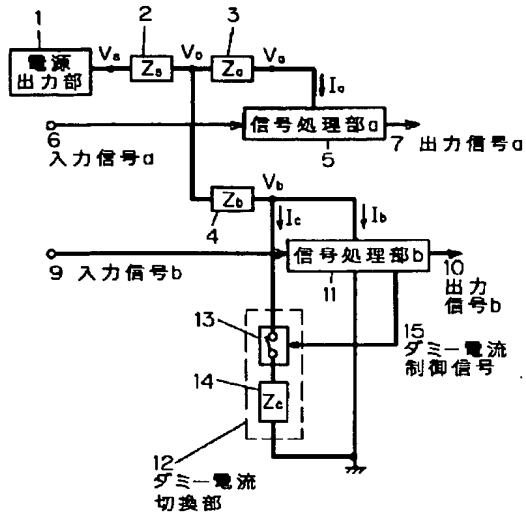 1
2
3
電源
出力部
Vs
Zs
Vo
Za
Va
Ia
6
入力信号a
信号処理部a
5
7 出力信号a
Zb
4
Vb
Ic
Ib
9 入力信号b
信号処理部b
11
10
出力
信号b
13
14
Zc
15
ダミー電流
制御信号
12
ダミー電流
切換部